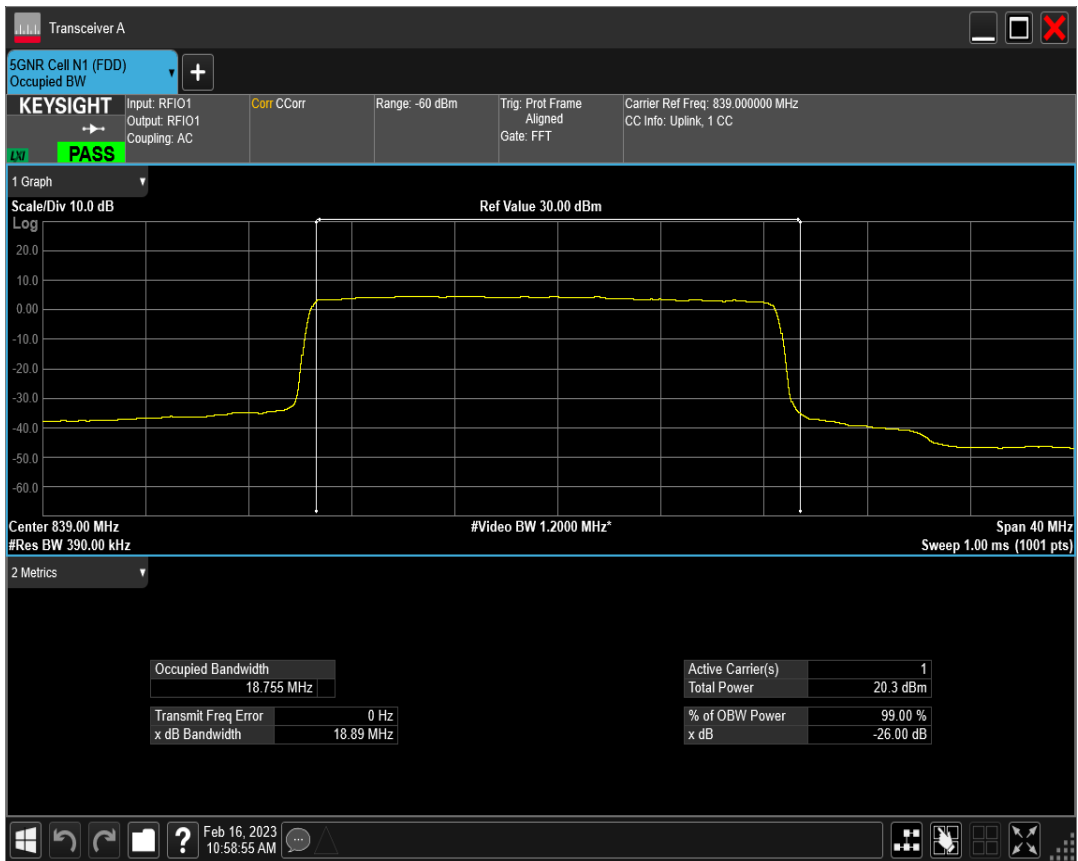 Transceiver A
5GNR Cell N1 (FDD)
Occupied BW
+
KEYSIGHT
LXI
PASS
Input: RFIO1
Output: RFIO1
Coupling: AC
Corr CCorr
Range: -60 dBm
Trig: Prot Frame
Aligned
Gate: FFT
Carrier Ref Freq: 839.000000 MHz
CC Info: Uplink, 1 CC
1 Graph
Scale/Div 10.0 dB
Ref Value 30.00 dBm
Log
20.0
10.0
0.00
-10.0
-20.0
-30.0
-40.0
-50.0
-60.0
Center 839.00 MHz
#Video BW 1.2000 MHz*
Span 40 MHz
#Res BW 390.00 kHz
Sweep 1.00 ms (1001 pts)
2 Metrics
Occupied Bandwidth
18.755 MHz
Transmit Freq Error 0 Hz
x dB Bandwidth 18.89 MHz
Active Carrier(s) 1
Total Power 20.3 dBm
% of OBW Power 99.00 %
x dB -26.00 dB
?
Feb 16, 2023
10:58:55 AM